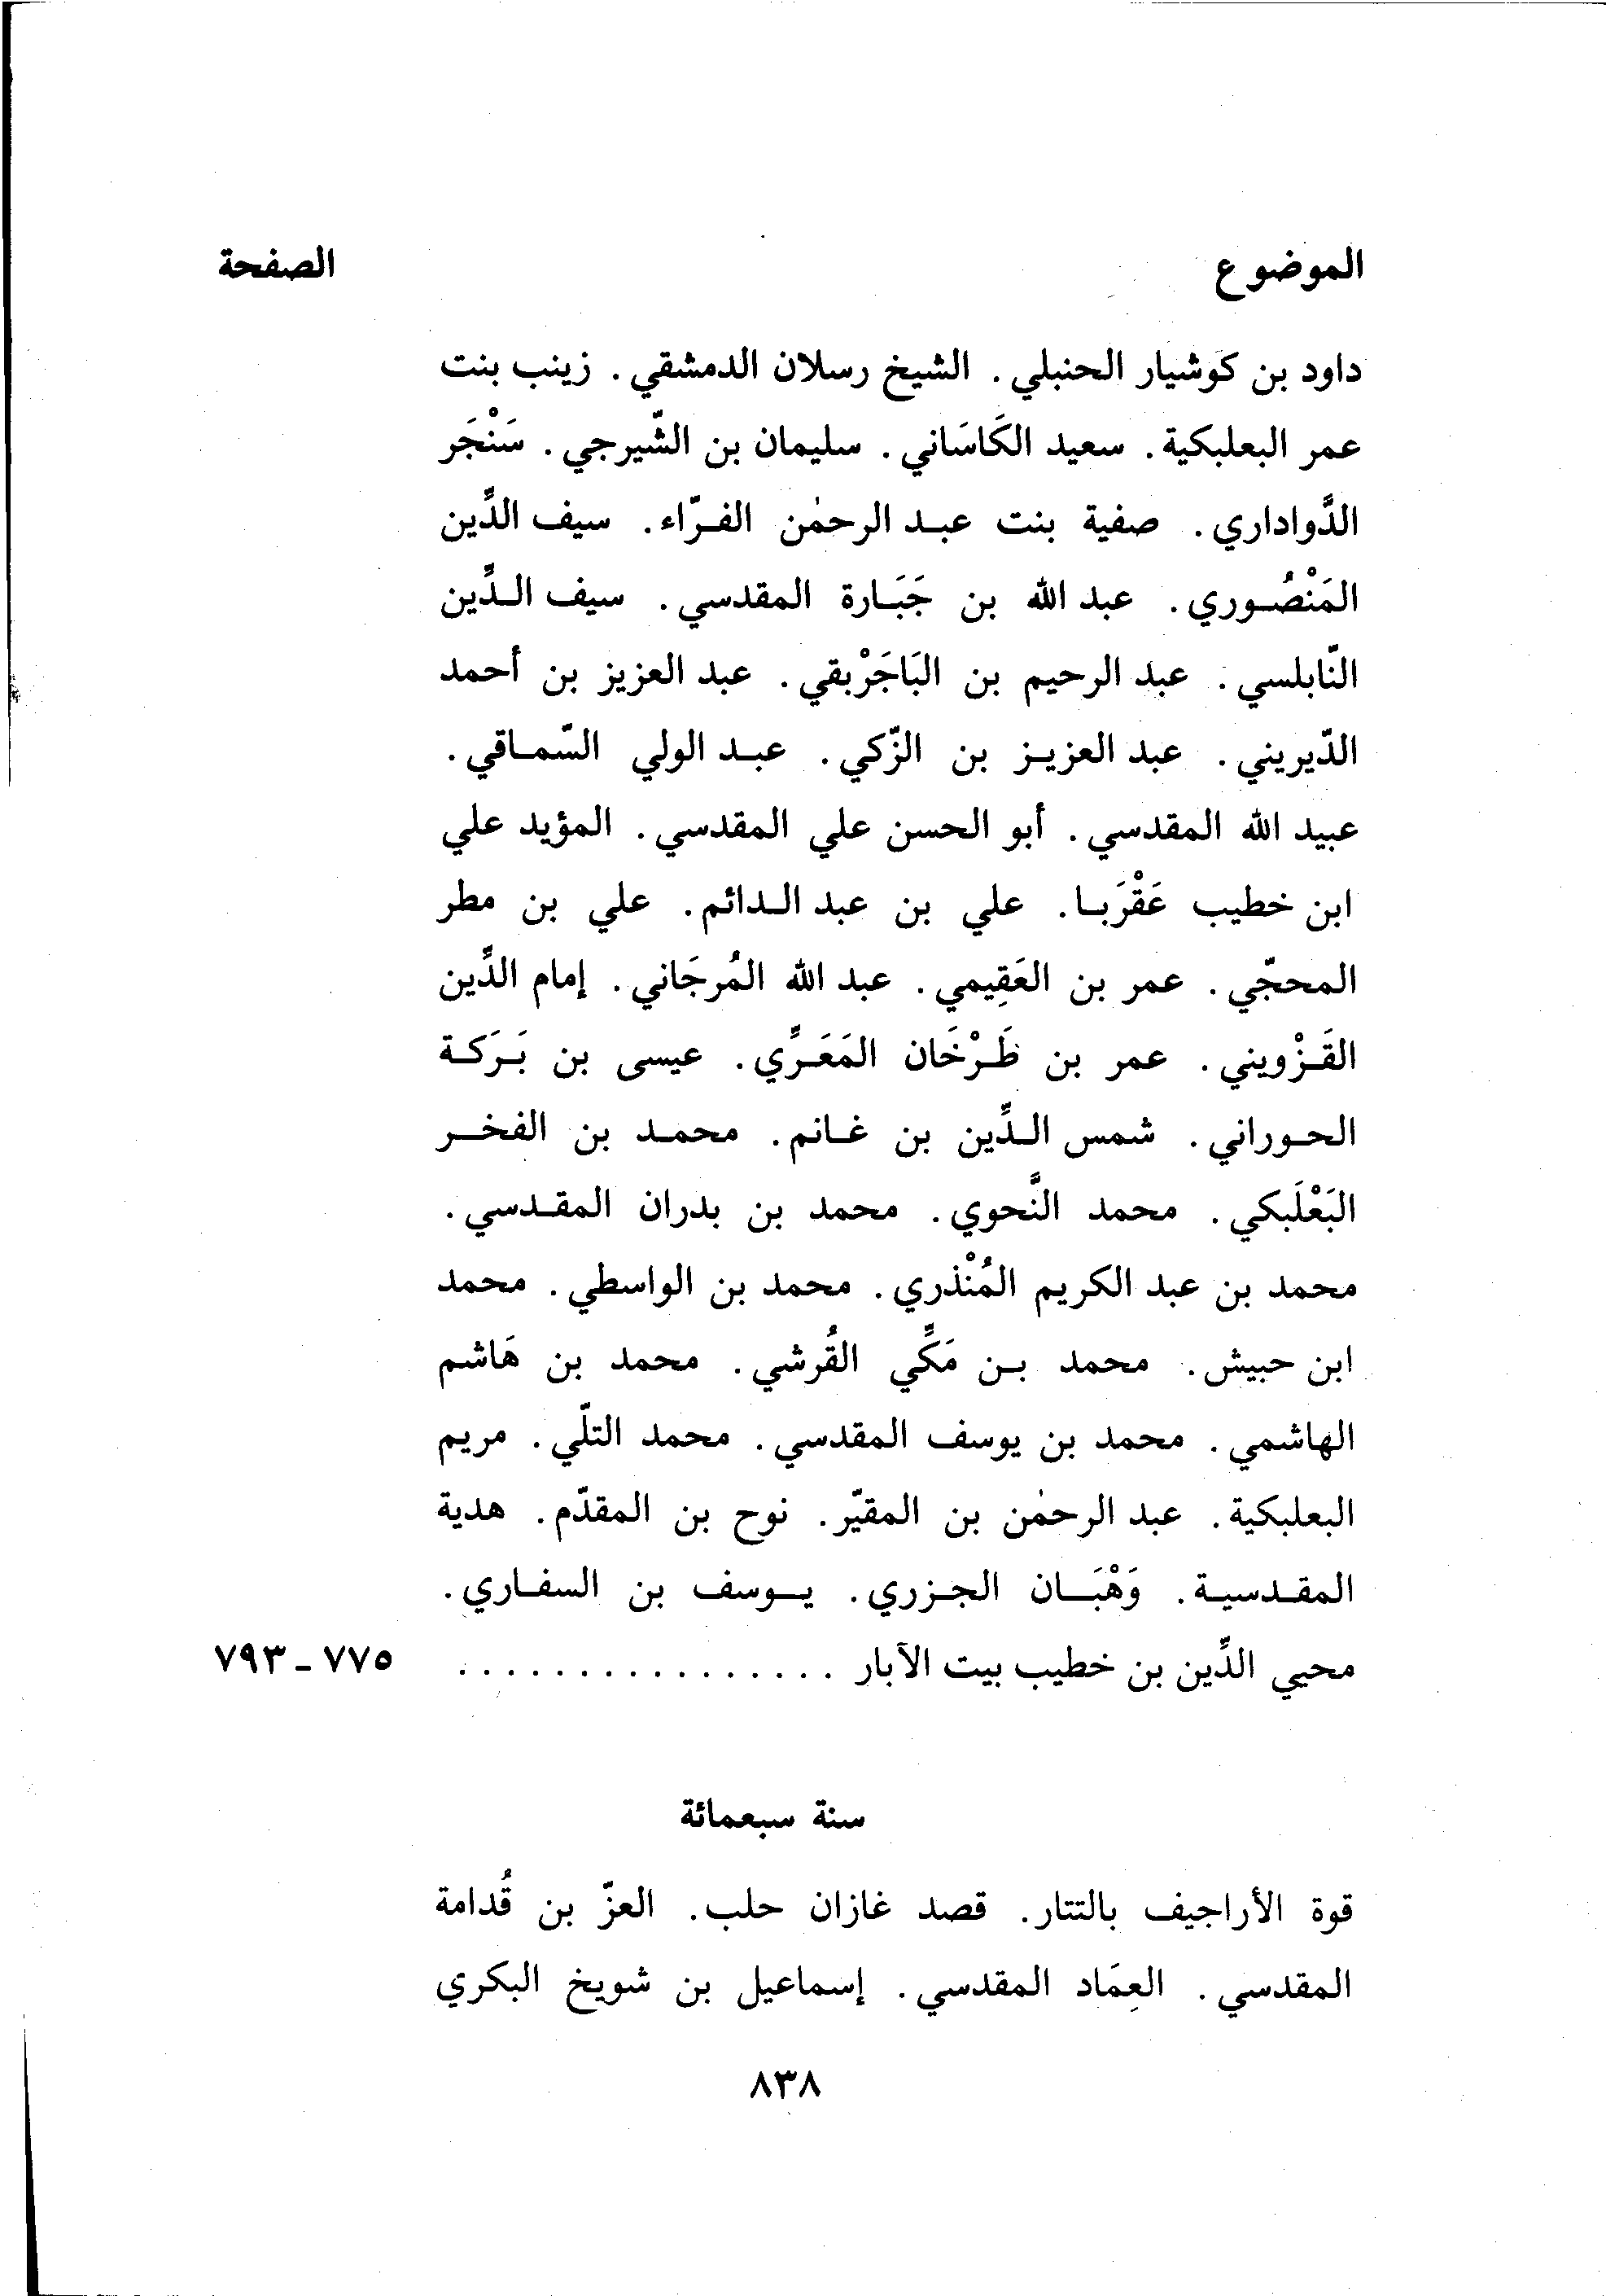 الموضوع الصفحة
داود بن كوشيار الحنبلي. الشيخ رسلان الدمشقي. زينب بنت
عمر البعلبكية. سعيد الكَاسَاني. سليمان بن الشّيرجي. سَنْجَر
الدَّواداري. صفية بنت عبد الرحمٰن الفرّاء. سيف الدِّين
المَنْصُوري. عبد الله بن جَبَارة المقدسي. سيف الدِّين
النّابلسي. عبد الرحيم بن البَاجَرْبقي. عبد العزيز بن أحمد
الدّيريني. عبد العزيز بن الزّكي. عبد الولي السّماقي.
عبيد الله المقدسي. أبو الحسن علي المقدسي. المؤيد علي
ابن خطيب عَقْرَبا. علي بن عبد الدائم. علي بن مطر
المحجّي. عمر بن العَقِيمي. عبد الله المُرجَاني. إمام الدِّين
القَزْويني. عمر بن طَرْخَان المَعَرِّي. عيسى بن بَرَكة
الحوراني. شمس الدِّين بن غانم. محمد بن الفخر
البَعْلَبكي. محمد النَّحوي. محمد بن بدران المقدسي.
محمد بن عبد الكريم المُنْذري. محمد بن الواسطي. محمد
ابن حبيش. محمد بن مَكِّي القُرشي. محمد بن هَاشم
الهاشمي. محمد بن يوسف المقدسي. محمد التلّي. مريم
البعلبكية. عبد الرحمٰن بن المقيّر. نوح بن المقدّم. هدية
المقدسية. وَهْبَان الجزري. يوسف بن السفاري.
محيي الدِّين بن خطيب بيت الآبار . . . . . . . . . . . . . . . . ٧٧٥ - ٧٩٣
سنة سبعمائة
قوة الأراجيف بالتتار. قصد غازان حلب. العزّ بن قُدامة
المقدسي. العِمَاد المقدسي. إسماعيل بن شويخ البكري
٨٣٨